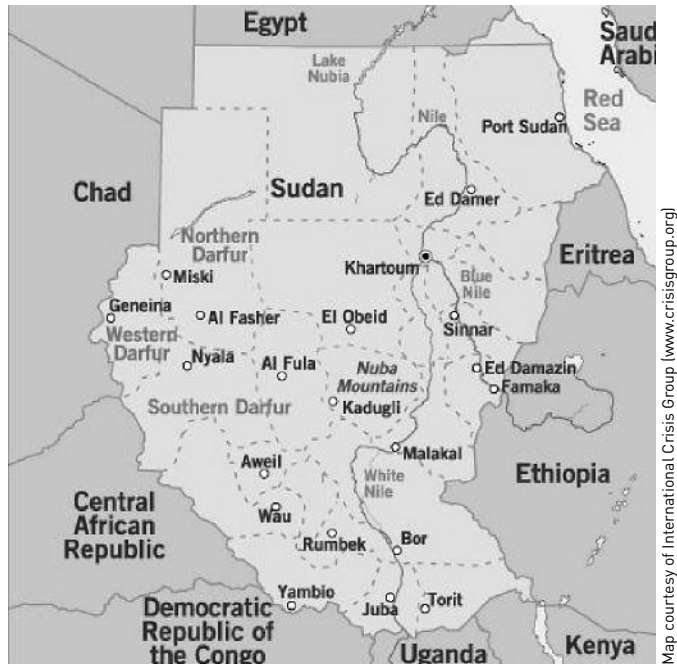 Egypt
Saud
Arabi
Lake
Nubia
Nile
Red
Sea
Port Sudan
Chad
Sudan
Ed Damer
Northern
Darfur
Eritrea
Khartoum
Miski
Blue
Nile
Geneina
Al Fasher
El Obeid
Sinnar
Western
Darfur
Nyala
Al Fula
Nuba
Mountains
Ed Damazin
Famaka
Southern Darfur
Kadugli
Malakal
Aweil
White
Nile
Ethiopia
Central
African
Republic
Wau
Rumbek
Bor
Yambio
Juba
Torit
Democratic
Republic of
the Congo
Uganda
Kenya
Map courtesy of International Crisis Group (www.crisisgroup.org)